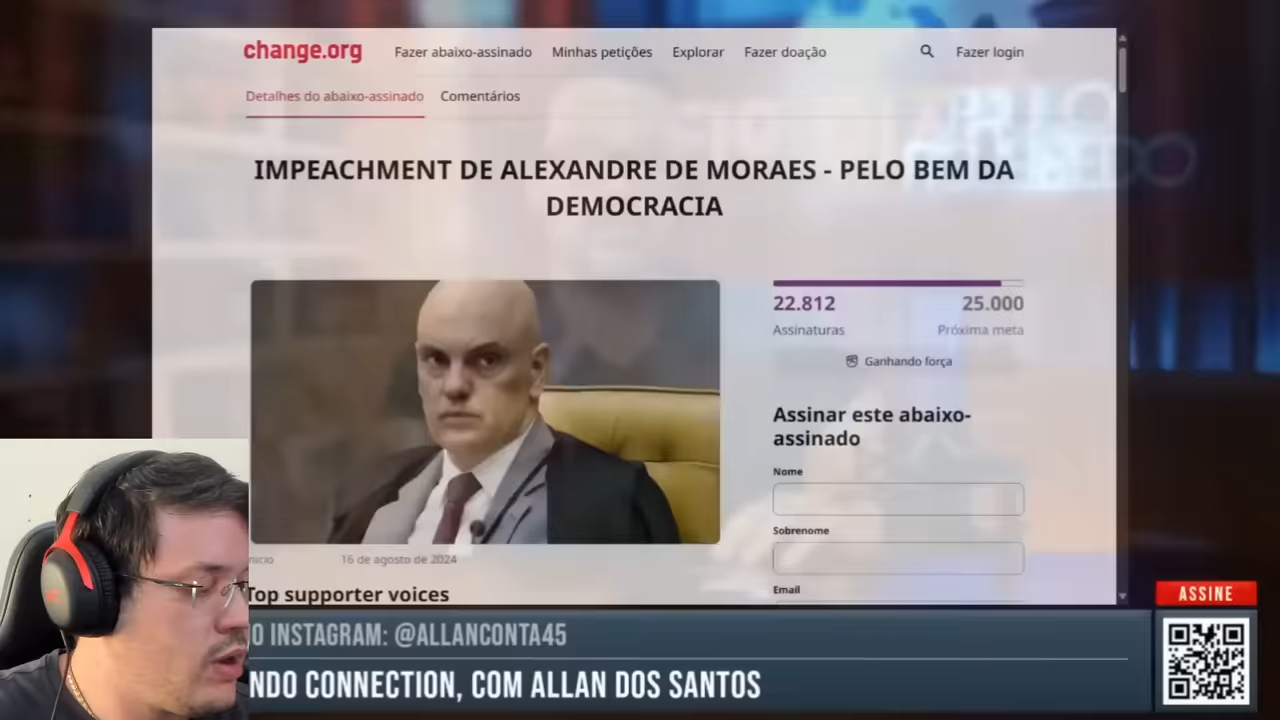 change.org
Fazer abaixo-assinado Minhas petições Explorar Fazer doação Fazer login
Detalhes do abaixo-assinado Comentários
IMPEACHMENT DE ALEXANDRE DE MORAES - PELO BEM DA
DEMOCRACIA
22.812 25.000
Assinaturas Próxima meta
Ganhando força
Assinar este abaixo-
assinado
Nome
Sobrenome
Email
16 de agosto de 2024
Top supporter voices
ASSINE
O INSTAGRAM: @ALLANCONTA45
NDO CONNECTION, COM ALLAN DOS SANTOS